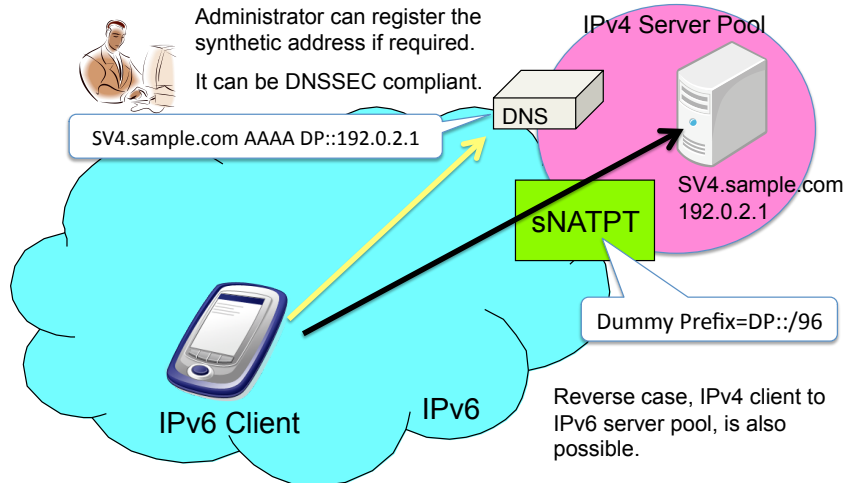 Administrator can register the
synthetic address if required.
It can be DNSSEC compliant.
IPv4 Server Pool
DNS
SV4.sample.com AAAA DP::192.0.2.1
SV4.sample.com
192.0.2.1
sNATPT
Dummy Prefix=DP::/96
IPv6 Client
IPv6
Reverse case, IPv4 client to
IPv6 server pool, is also
possible.